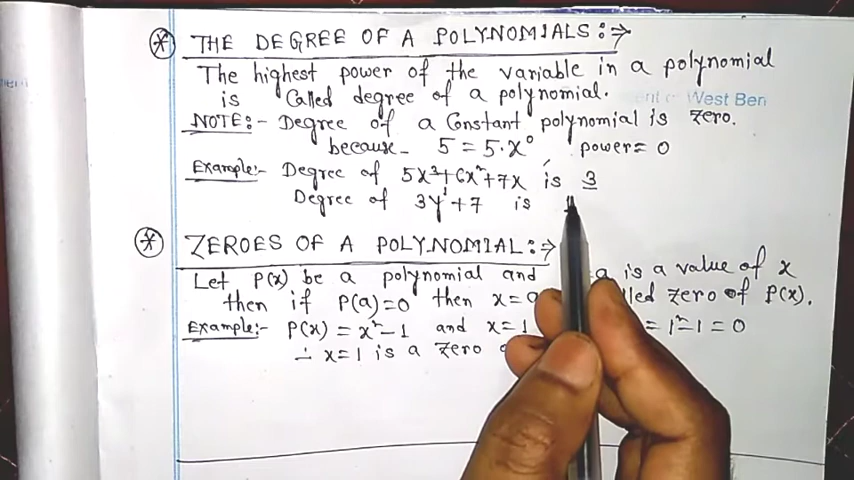 * THE DEGREE OF A POLYNOMIALS:→
The highest power of the variable in a polynomial
is called degree of a polynomial.
ent of West Ben
NOTE:- Degree of a Constant polynomial is zero.
because- 5 = 5.x⁰ power= 0
Example:- Degree of 5x³+6x²+7x is 3
Degree of 3y¹+7 is
* ZEROES OF A POLYNOMIAL:→
Let P(x) be a polynomial and a is a value of x
then if P(a)=0 then x=a lled zero of P(x).
Example:- P(x) = x²-1 and x=1 = 1²-1 = 0
∴ x=1 is a zero